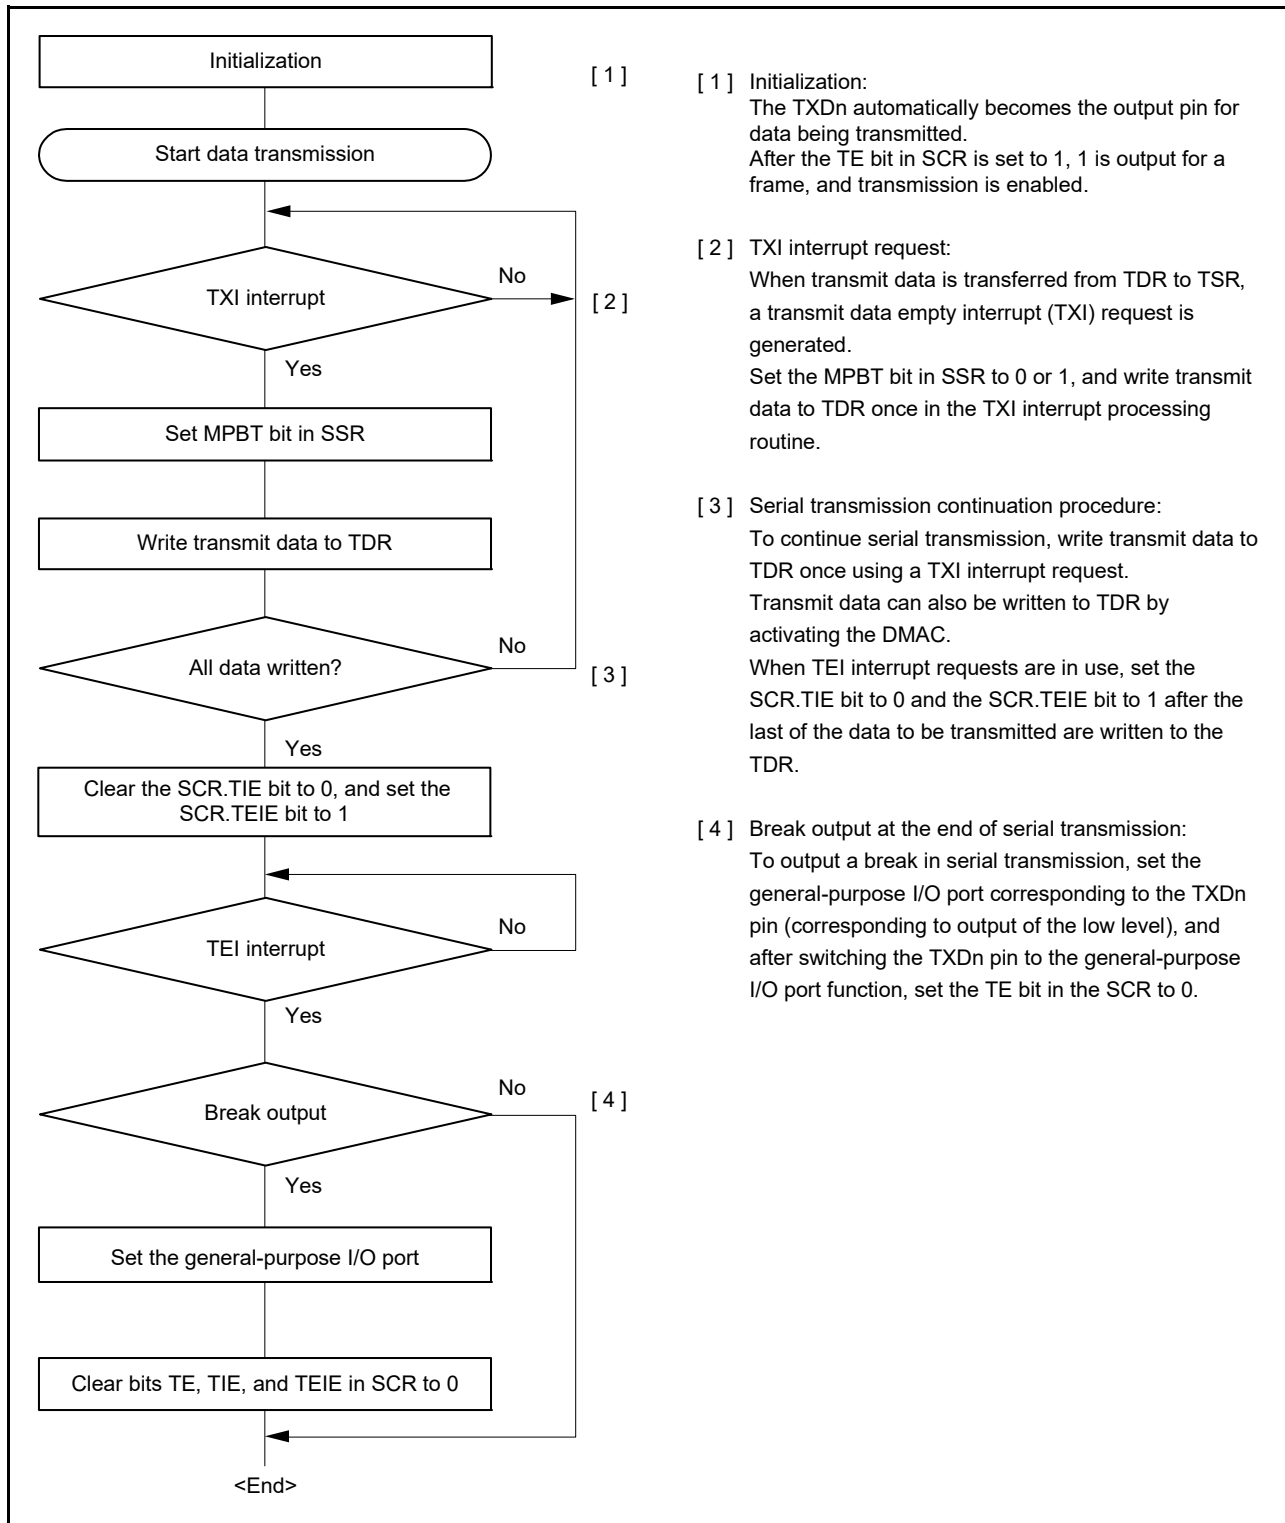 Initialization
[ 1 ]
Start data transmission
TXI interrupt
No
[ 2 ]
Yes
Set MPBT bit in SSR
Write transmit data to TDR
All data written?
No
[ 3 ]
Yes
Clear the SCR.TIE bit to 0, and set the
SCR.TEIE bit to 1
TEI interrupt
No
Yes
Break output
No
[ 4 ]
Yes
Set the general-purpose I/O port
Clear bits TE, TIE, and TEIE in SCR to 0
<End>
[ 1 ] Initialization:
The TXDn automatically becomes the output pin for
data being transmitted.
After the TE bit in SCR is set to 1, 1 is output for a
frame, and transmission is enabled.
[ 2 ] TXI interrupt request:
When transmit data is transferred from TDR to TSR,
a transmit data empty interrupt (TXI) request is
generated.
Set the MPBT bit in SSR to 0 or 1, and write transmit
data to TDR once in the TXI interrupt processing
routine.
[ 3 ] Serial transmission continuation procedure:
To continue serial transmission, write transmit data to
TDR once using a TXI interrupt request.
Transmit data can also be written to TDR by
activating the DMAC.
When TEI interrupt requests are in use, set the
SCR.TIE bit to 0 and the SCR.TEIE bit to 1 after the
last of the data to be transmitted are written to the
TDR.
[ 4 ] Break output at the end of serial transmission:
To output a break in serial transmission, set the
general-purpose I/O port corresponding to the TXDn
pin (corresponding to output of the low level), and
after switching the TXDn pin to the general-purpose
I/O port function, set the TE bit in the SCR to 0.